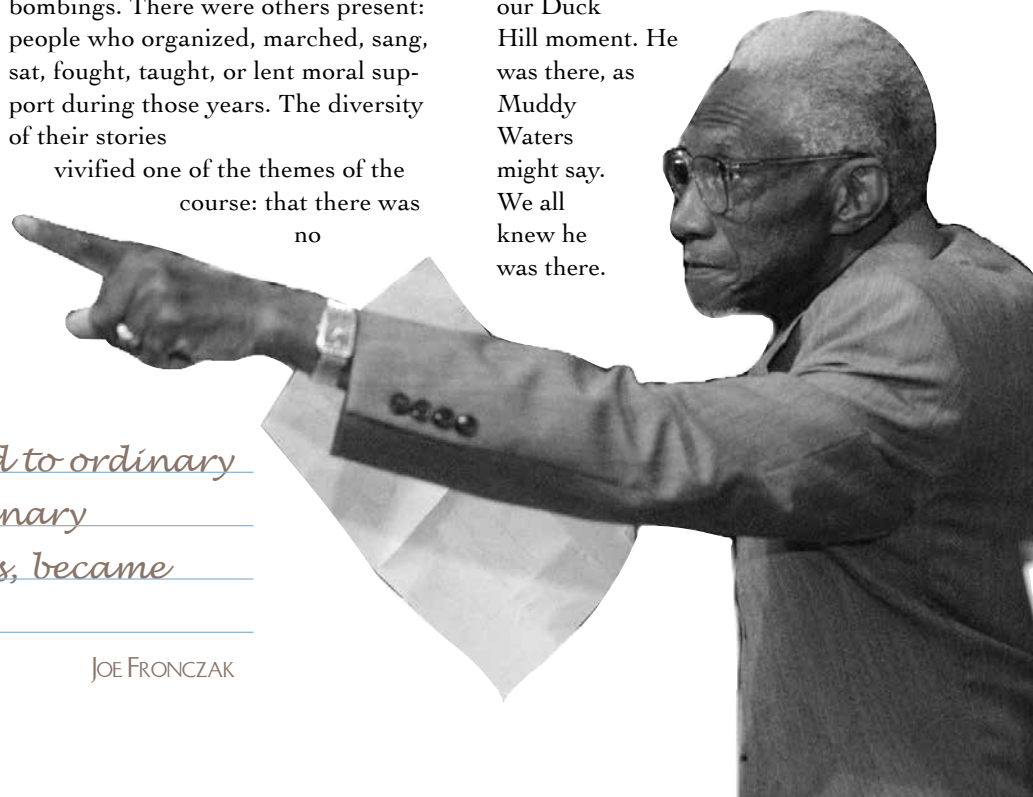 bombings. There were others present:
people who organized, marched, sang,
sat, fought, taught, or lent moral sup-
port during those years. The diversity
of their stories
vivified one of the themes of the
course: that there was
no
our Duck
Hill moment. He
was there, as
Muddy
Waters
might say.
We all
knew he
was there.
to ordinary
became
JOE FRONCZAK